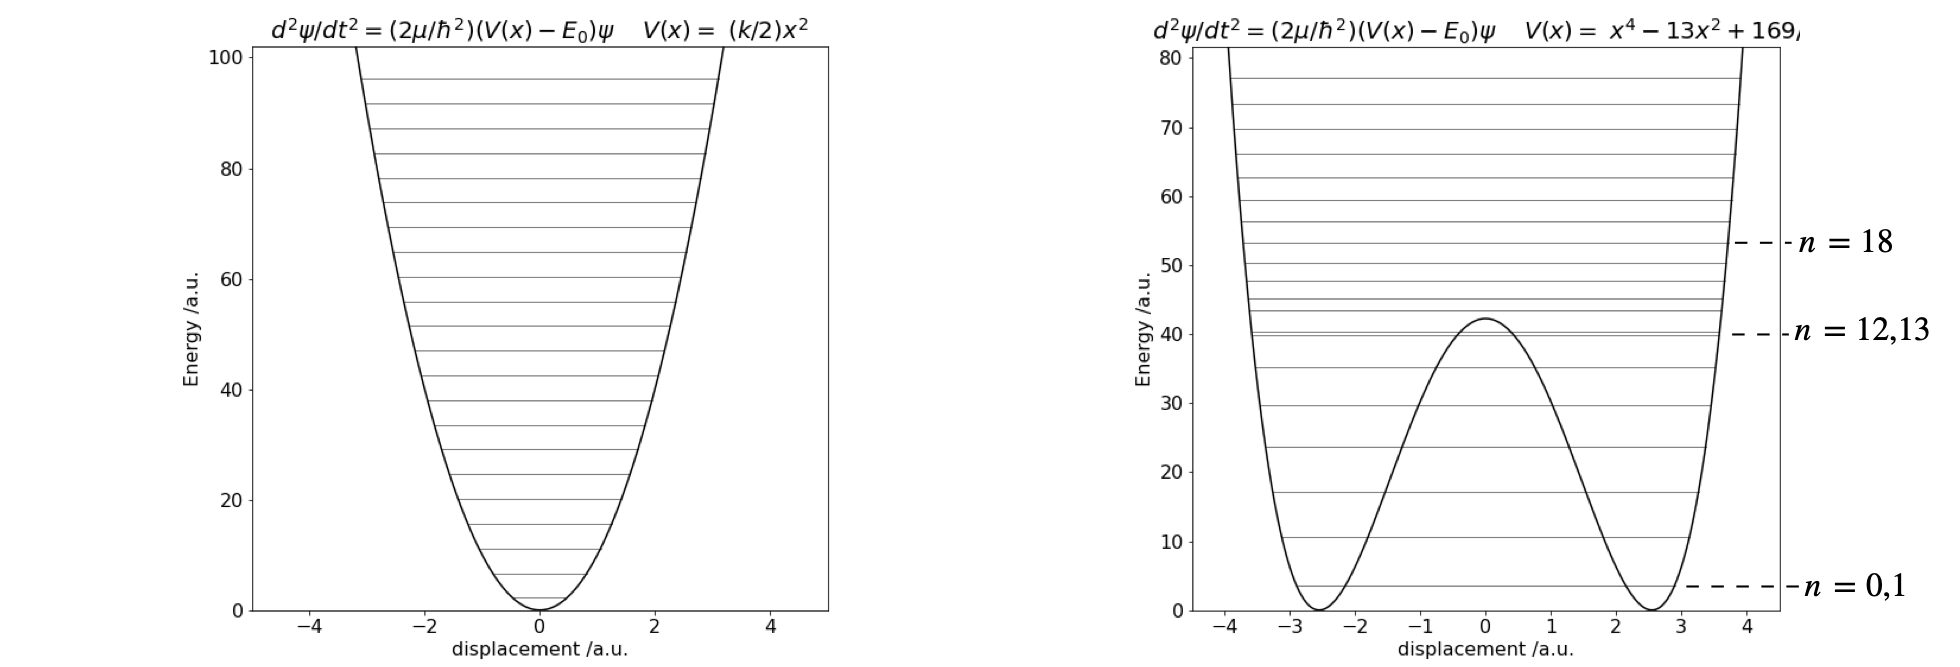 d²ψ/dt² = (2μ/ℏ²)(V(x) − E₀)ψ V(x) = (k/2)x²
100
80
60
40
20
0
Energy /a.u.
−4 −2 0 2 4
displacement /a.u.
d²ψ/dt² = (2μ/ℏ²)(V(x) − E₀)ψ V(x) = x⁴ − 13x² + 169/
80
70
60
50
40
30
20
10
0
Energy /a.u.
−4 −3 −2 −1 0 1 2 3 4
displacement /a.u.
n = 18
n = 12,13
n = 0,1